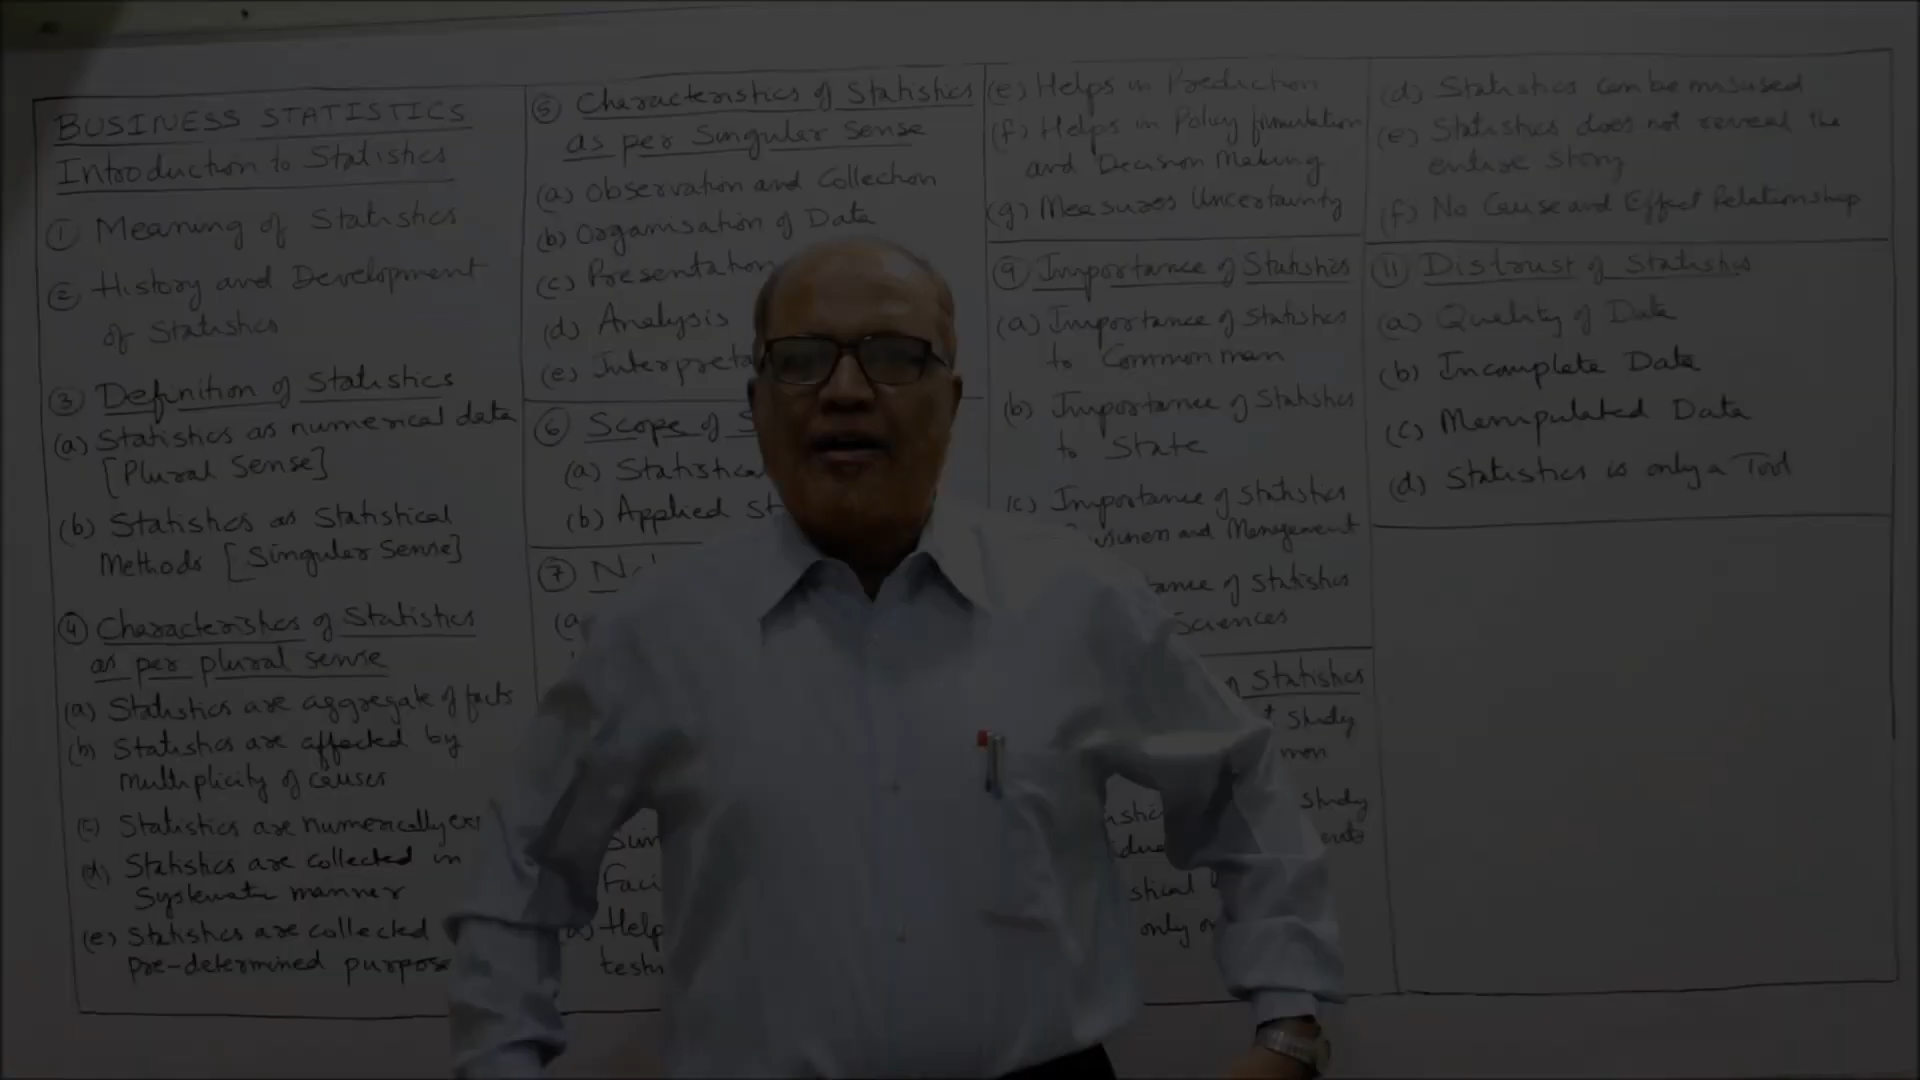 BUSINESS STATISTICS
Introduction to Statistics
① Meaning of Statistics
② History and Development
of Statistics
③ Definition of Statistics
(a) Statistics as numerical data
[Plural Sense]
(b) Statistics as Statistical
Methods [Singular Sense]
④ Characteristics of Statistics
as per plural sense
(a) Statistics are aggregate of facts
(b) Statistics are affected by
multiplicity of causes
(c) Statistics are numerically
(d) Statistics are collected in
Systematic manner
(e) Statistics are collected
pre-determined purpose
⑤ Characteristics of Statistics
as per Singular Sense
(a) Observation and Collection
(b) Organisation of Data
(c) Presentation
(d) Analysis
(e)
⑥ Scope of
(a)
(b) Applied
⑦
(a
Help
(e) Helps in Prediction
(f) Helps in Policy formulation
and Decision Making
(g) Measures Uncertainity
⑨ Importance of Statistics
(a) Importance of Statistics
to Common man
(b) Importance of Statistics
to State
(c) Importance of Statistics
and Management
of Statistics
Sciences
Statistics
Study
Study
only
(d) Statistics can be misused
(e) Statistics does not reveal the
entire Story
(f) No Cause and Effect Relationship
⑪ Distrust of Statistics
(a) Quality of Data
(b) Incomplete Data
(c) Manipulated Data
(d) Statistics is only a Tool